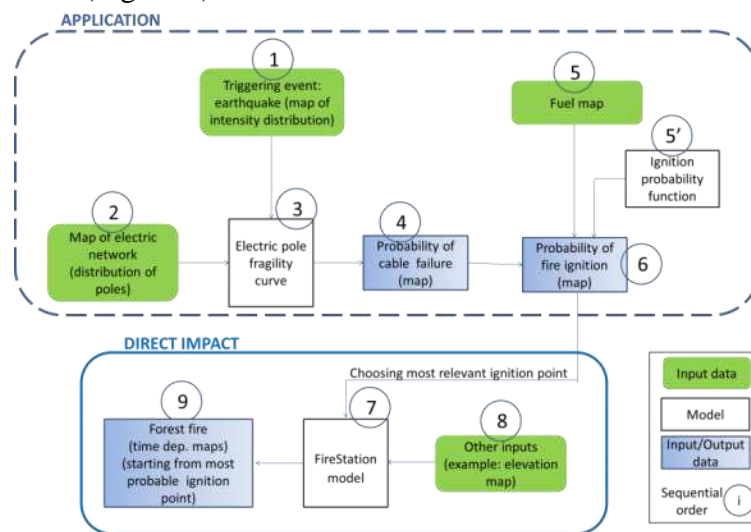 APPLICATION
1
Triggering event:
earthquake (map of
intensity distribution)
5
Fuel map
5'
Ignition
probability
function
2
Map of electric
network
(distribution of
poles)
3
Electric pole
fragility
curve
4
Probability of
cable failure
(map)
Probability of
fire ignition
(map)
6
DIRECT IMPACT
Choosing most relevant ignition point
9
Forest fire
(time dep. maps)
(starting from most
probable ignition
point)
7
FireStation
model
8
Other inputs
(example: elevation
map)
Input data
Model
Input/Output
data
Sequential
order
i